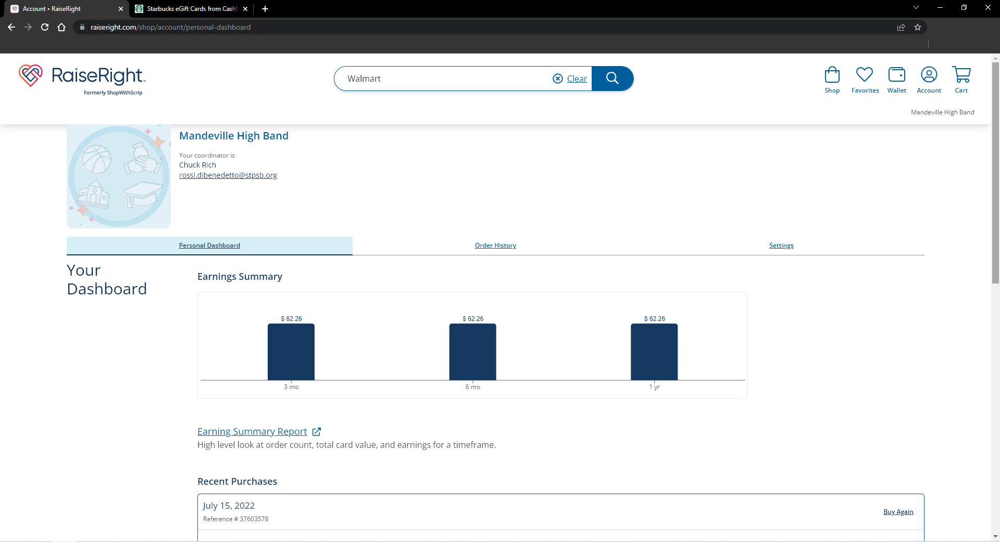 Account • RaiseRight
Starbucks eGift Cards from Cash
raiseright.com/shop/account/personal-dashboard
RaiseRight
Formerly ShopWithScrip
Walmart
Clear
Shop
Favorites
Wallet
Account
Cart
Mandeville High Band
Mandeville High Band
Your coordinator is
Chuck Rich
rossi.dibenedetto@stpsb.org
Personal Dashboard
Order History
Settings
Your
Dashboard
Earnings Summary
$ 62.26
$ 62.26
$ 62.26
3 mo
6 mo
1 yr
Earning Summary Report
High level look at order count, total card value, and earnings for a timeframe.
Recent Purchases
July 15, 2022
Reference # 37603578
Buy Again